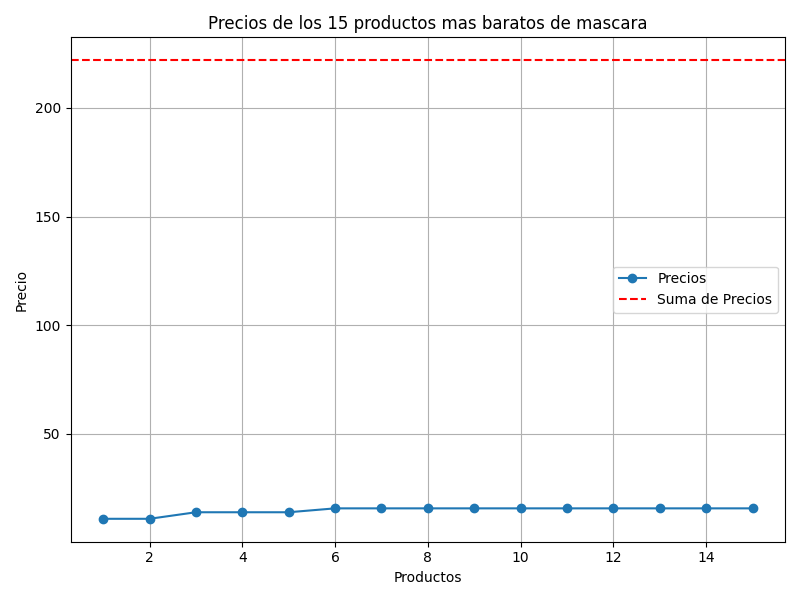 Precios de los 15 productos mas baratos de mascara
Precio
200
150
100
50
Precios
Suma de Precios
2 4 6 8 10 12 14
Productos